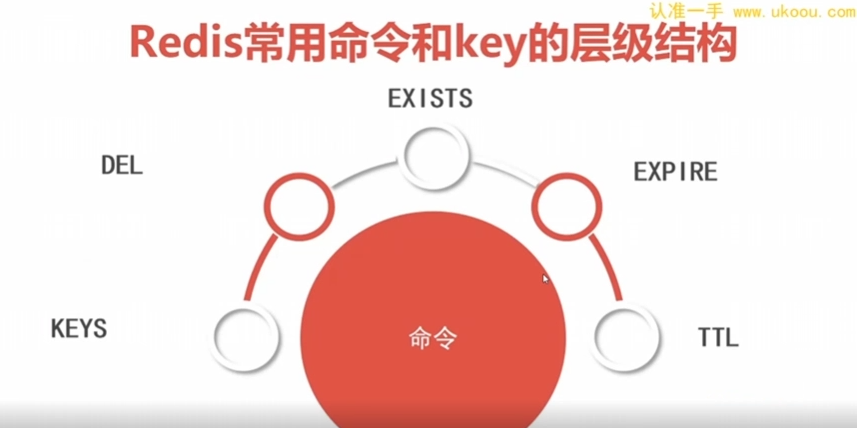 认准一手 www.ukoou.com
Redis常用命令和key的层级结构
EXISTS
DEL
EXPIRE
KEYS
命令
TTL